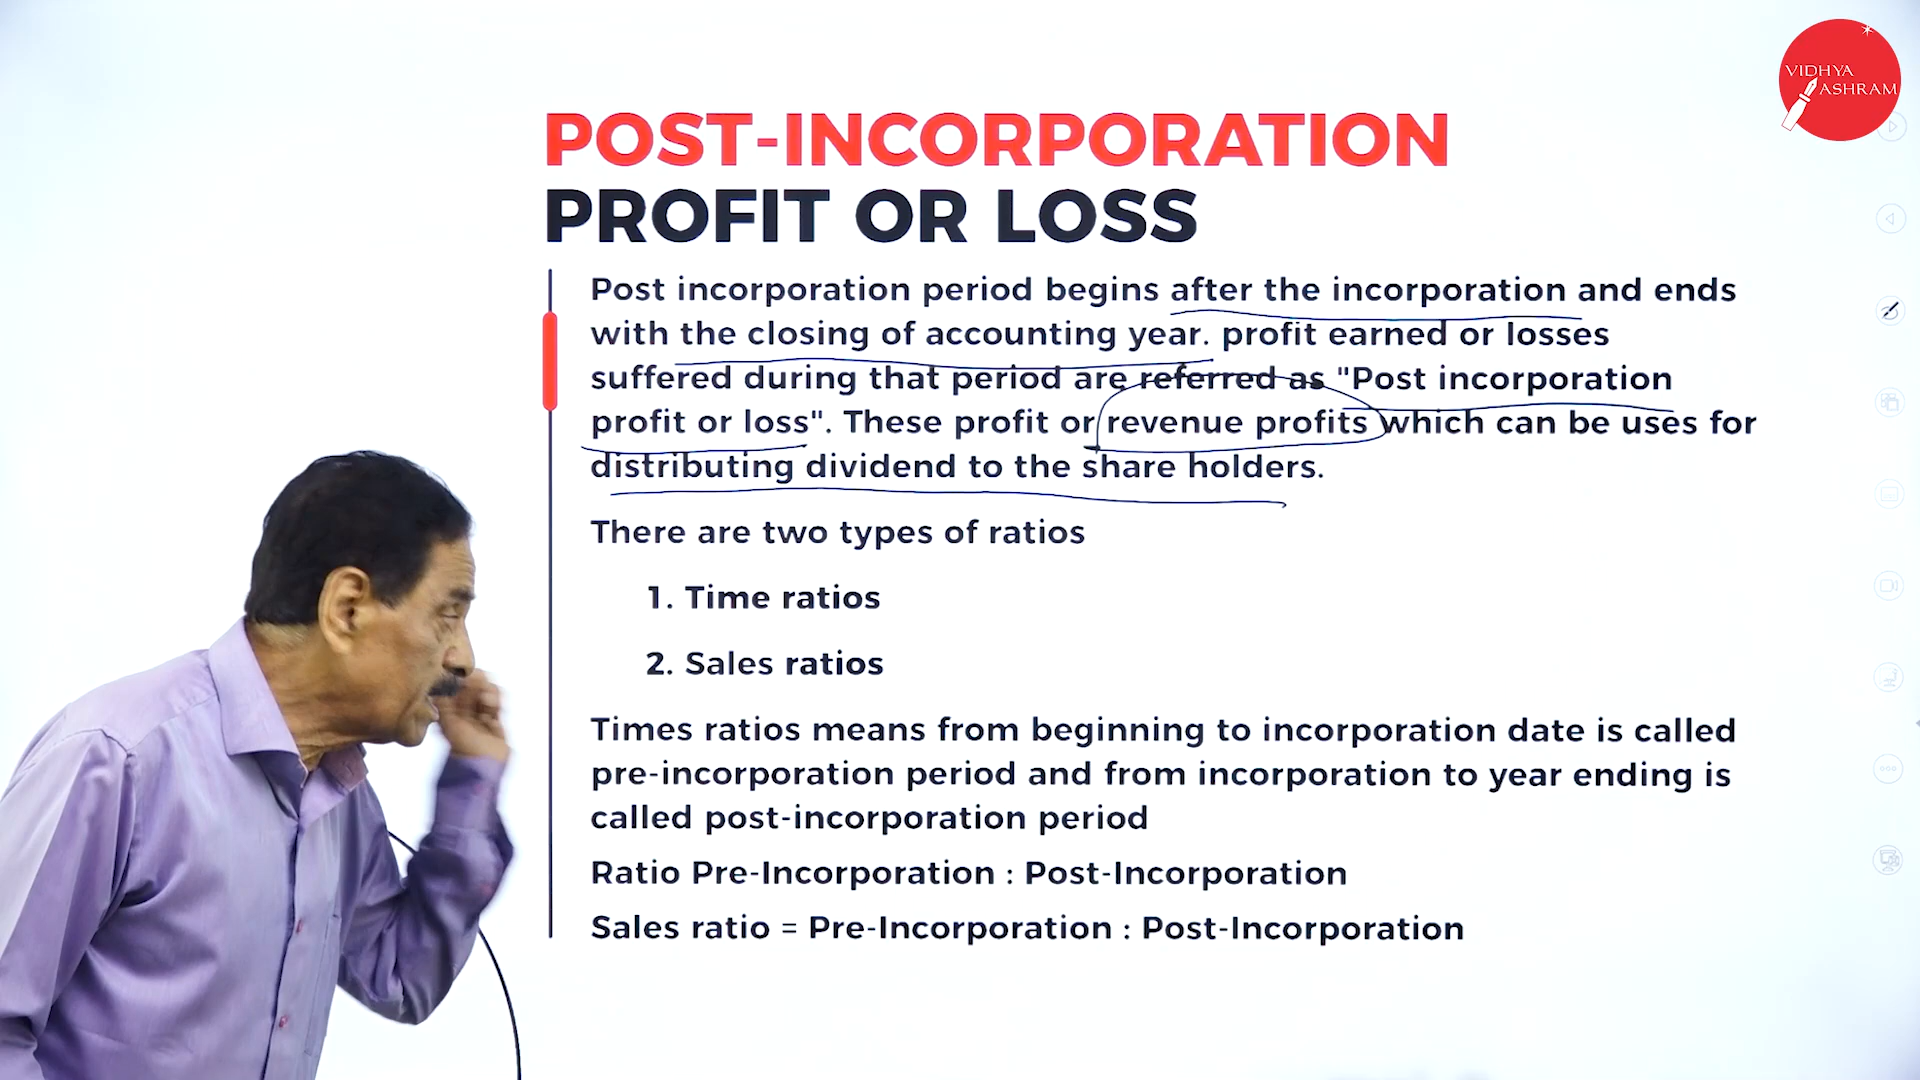 VIDHYA
ASHRAM
POST-INCORPORATION
PROFIT OR LOSS
Post incorporation period begins after the incorporation and ends
with the closing of accounting year. profit earned or losses
suffered during that period are referred as "Post incorporation
profit or loss". These profit or revenue profits which can be uses for
distributing dividend to the share holders.
There are two types of ratios
1. Time ratios
2. Sales ratios
Times ratios means from beginning to incorporation date is called
pre-incorporation period and from incorporation to year ending is
called post-incorporation period
Ratio Pre-Incorporation : Post-Incorporation
Sales ratio = Pre-Incorporation : Post-Incorporation